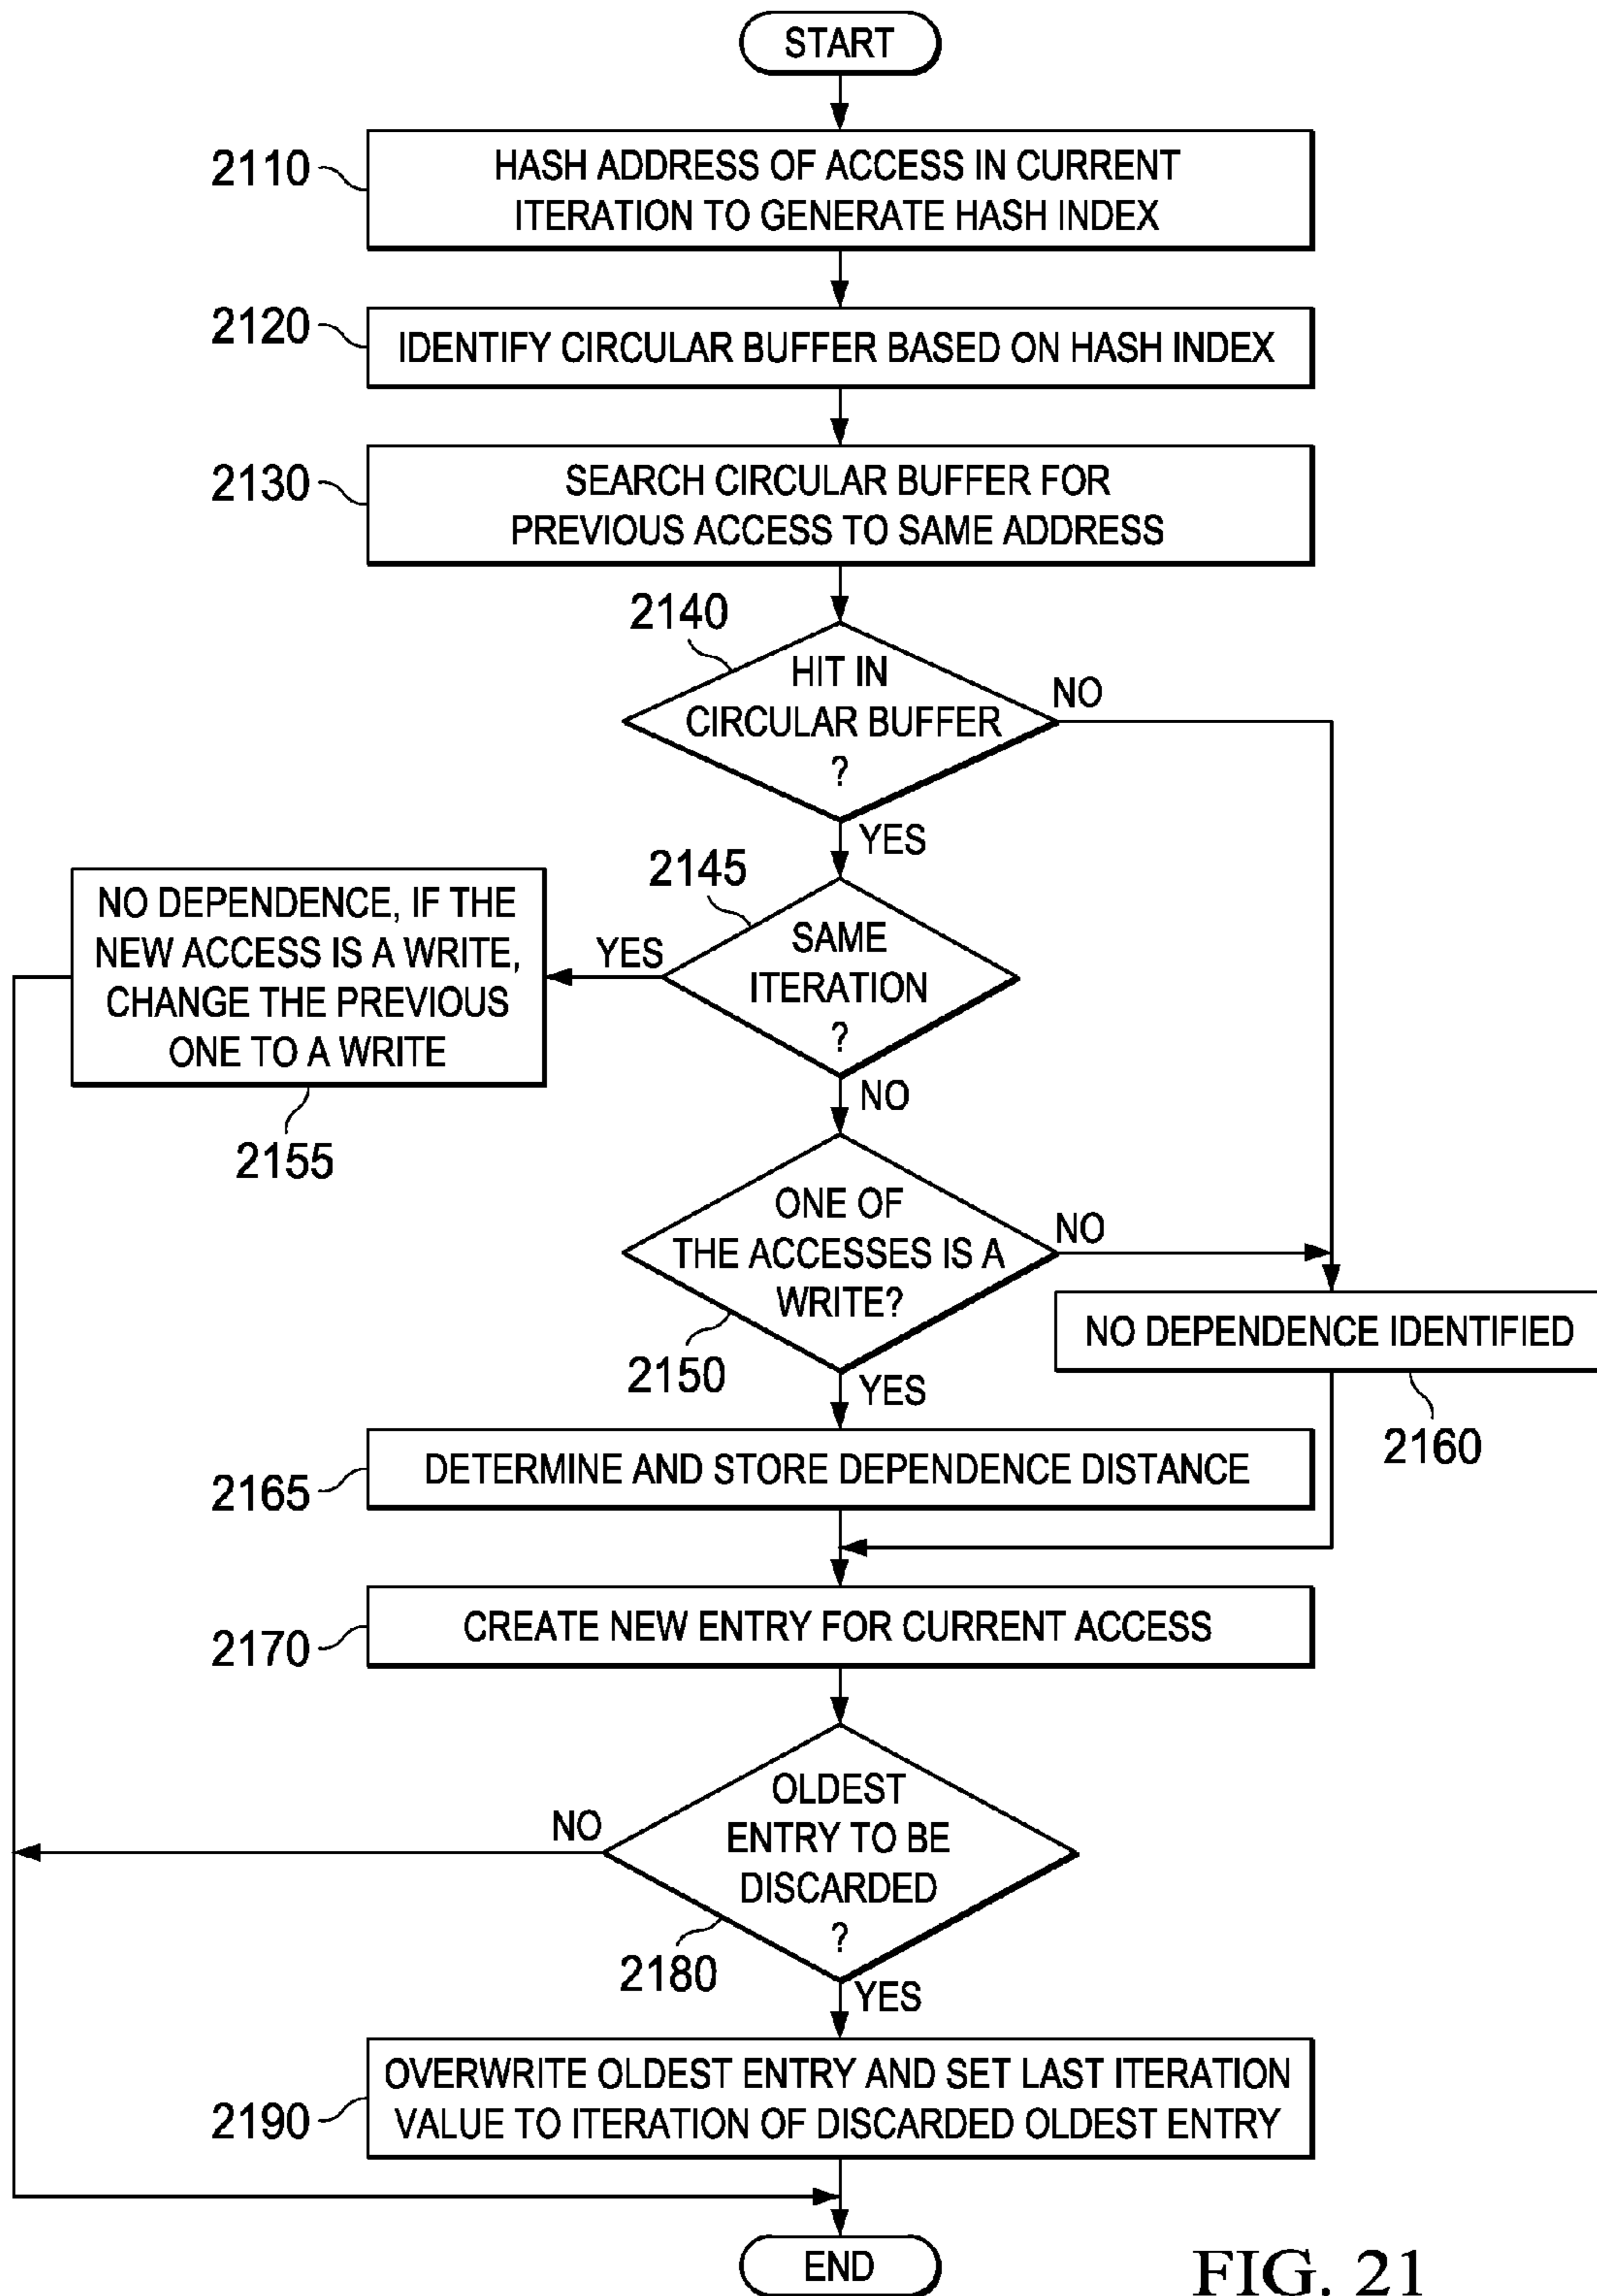 START
2110
HASH ADDRESS OF ACCESS IN CURRENT
ITERATION TO GENERATE HASH INDEX
2120
IDENTIFY CIRCULAR BUFFER BASED ON HASH INDEX
2130
SEARCH CIRCULAR BUFFER FOR
PREVIOUS ACCESS TO SAME ADDRESS
2140
HIT IN
CIRCULAR BUFFER
?
NO
YES
2145
SAME
ITERATION
?
YES
NO DEPENDENCE, IF THE
NEW ACCESS IS A WRITE,
CHANGE THE PREVIOUS
ONE TO A WRITE
2155
NO
ONE OF
THE ACCESSES IS A
WRITE?
NO
2150
YES
NO DEPENDENCE IDENTIFIED
2160
2165
DETERMINE AND STORE DEPENDENCE DISTANCE
2170
CREATE NEW ENTRY FOR CURRENT ACCESS
OLDEST
ENTRY TO BE
DISCARDED
?
NO
2180
YES
2190
OVERWRITE OLDEST ENTRY AND SET LAST ITERATION
VALUE TO ITERATION OF DISCARDED OLDEST ENTRY
END
FIG. 21